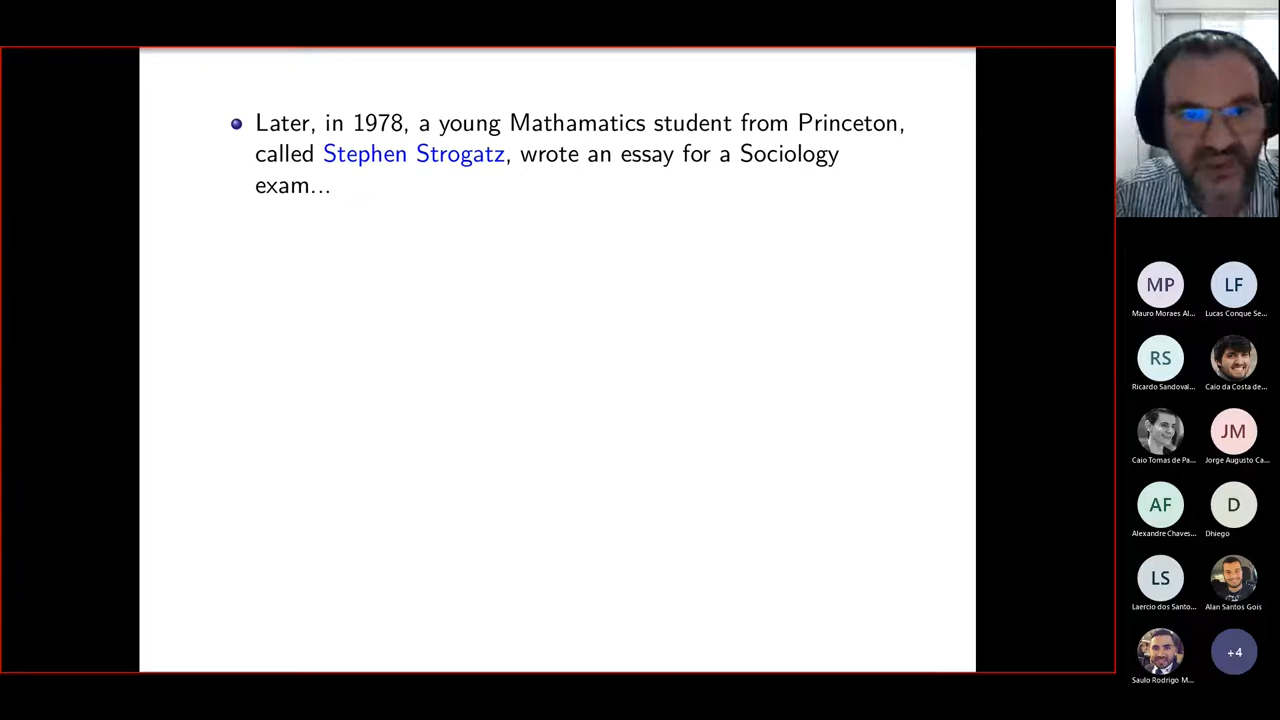 Later, in 1978, a young Mathamatics student from Princeton,
called Stephen Strogatz, wrote an essay for a Sociology
exam...
MP
LF
Mauro Moraes Al...
Lucas Conque Se...
RS
Ricardo Sandoval...
Caio da Costa de...
JM
Caio Tomas de Pa...
Jorge Augusto Ca...
AF
D
Alexandre Chaves...
Dhiego
LS
Laercio dos Santo...
Alan Santos Gois
+4
Saulo Rodrigo M...